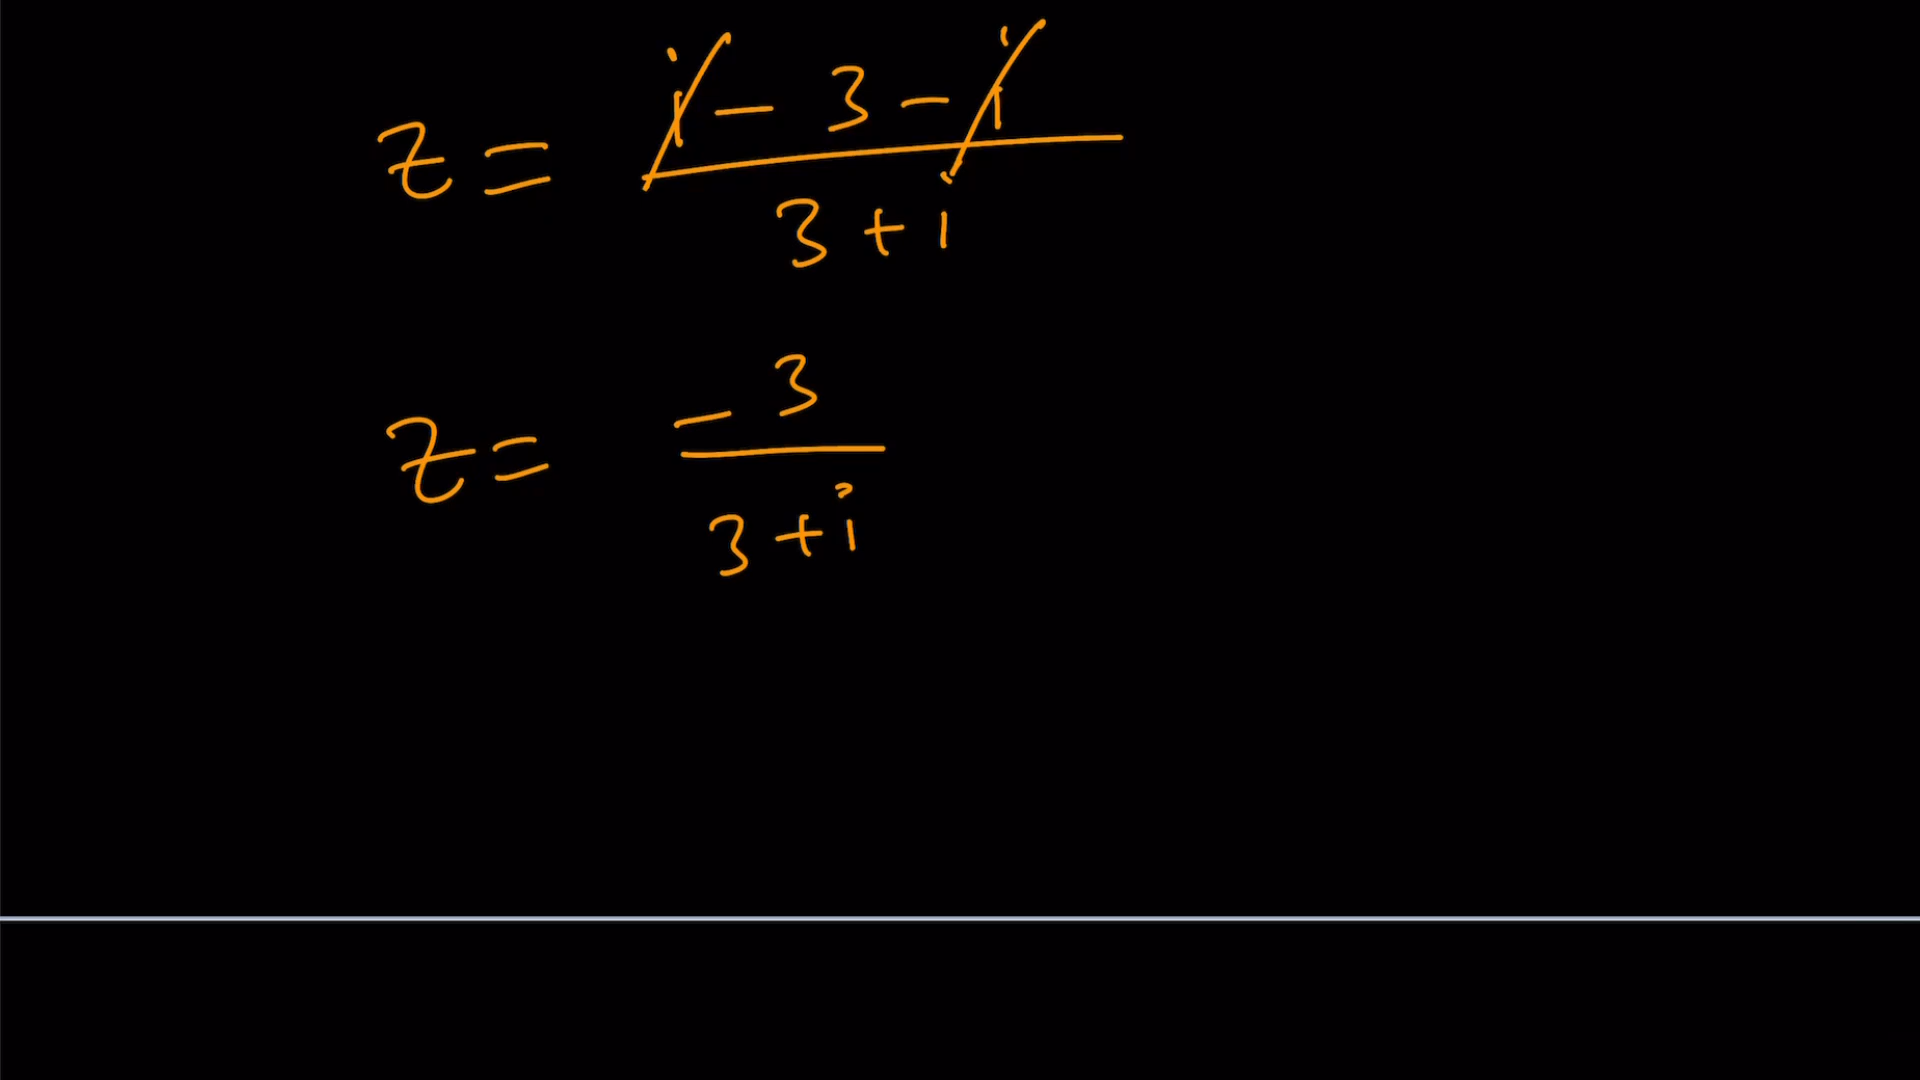 z = i - 3 - i
3 + i
z = - 3
3 + i